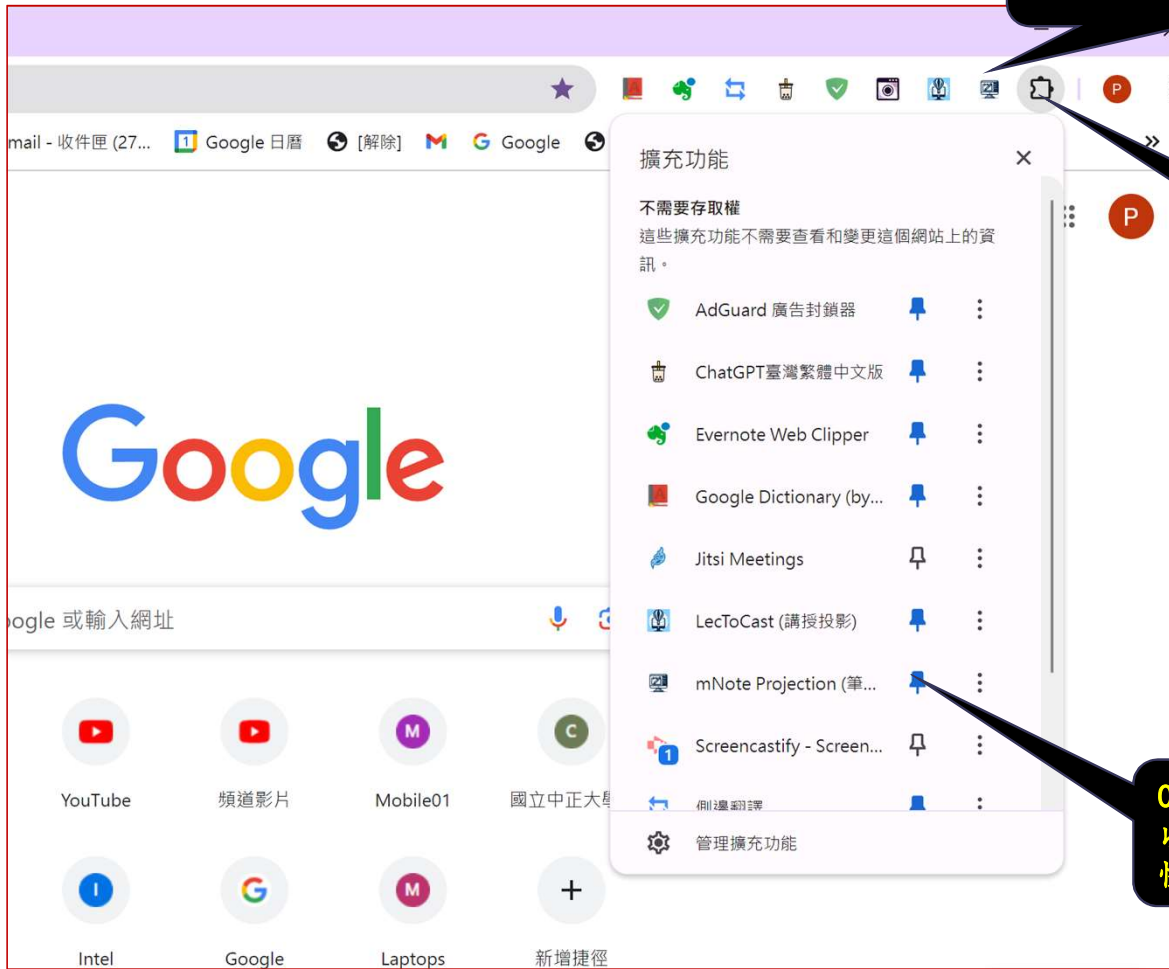 mail - 收件匣 (27...
Google 日曆
[解除]
Google
P
擴充功能
不需要存取權
這些擴充功能不需要查看和變更這個網站上的資
訊。
P
AdGuard 廣告封鎖器
ChatGPT臺灣繁體中文版
Evernote Web Clipper
Google Dictionary (by...
Jitsi Meetings
LecToCast (講授投影)
mNote Projection (筆...
Screencastify - Screen...
1
側邊翻譯
管理擴充功能
Google
oogle 或輸入網址
M
C
YouTube
頻道影片
Mobile01
國立中正大學
I
G
M
Intel
Google
Laptops
新增捷徑